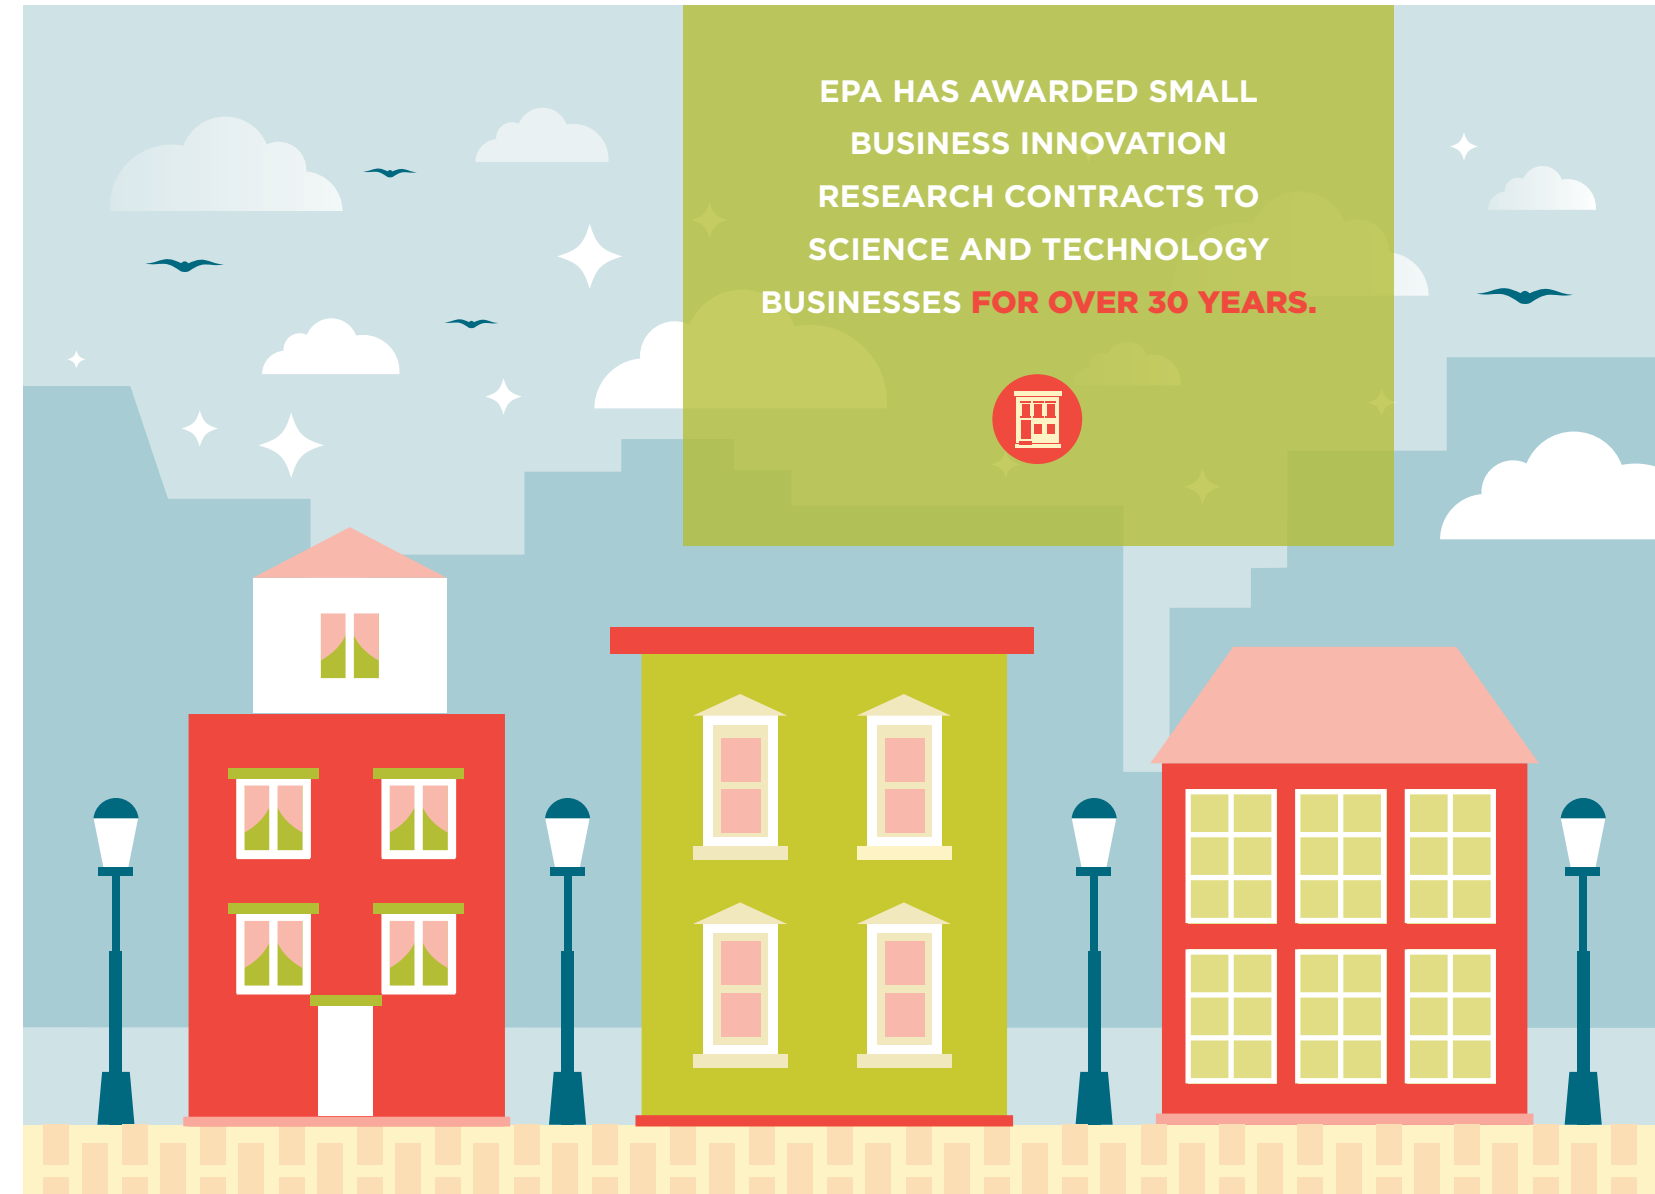 EPA HAS AWARDED SMALL
BUSINESS INNOVATION
RESEARCH CONTRACTS TO
SCIENCE AND TECHNOLOGY
BUSINESSES FOR OVER 30 YEARS.